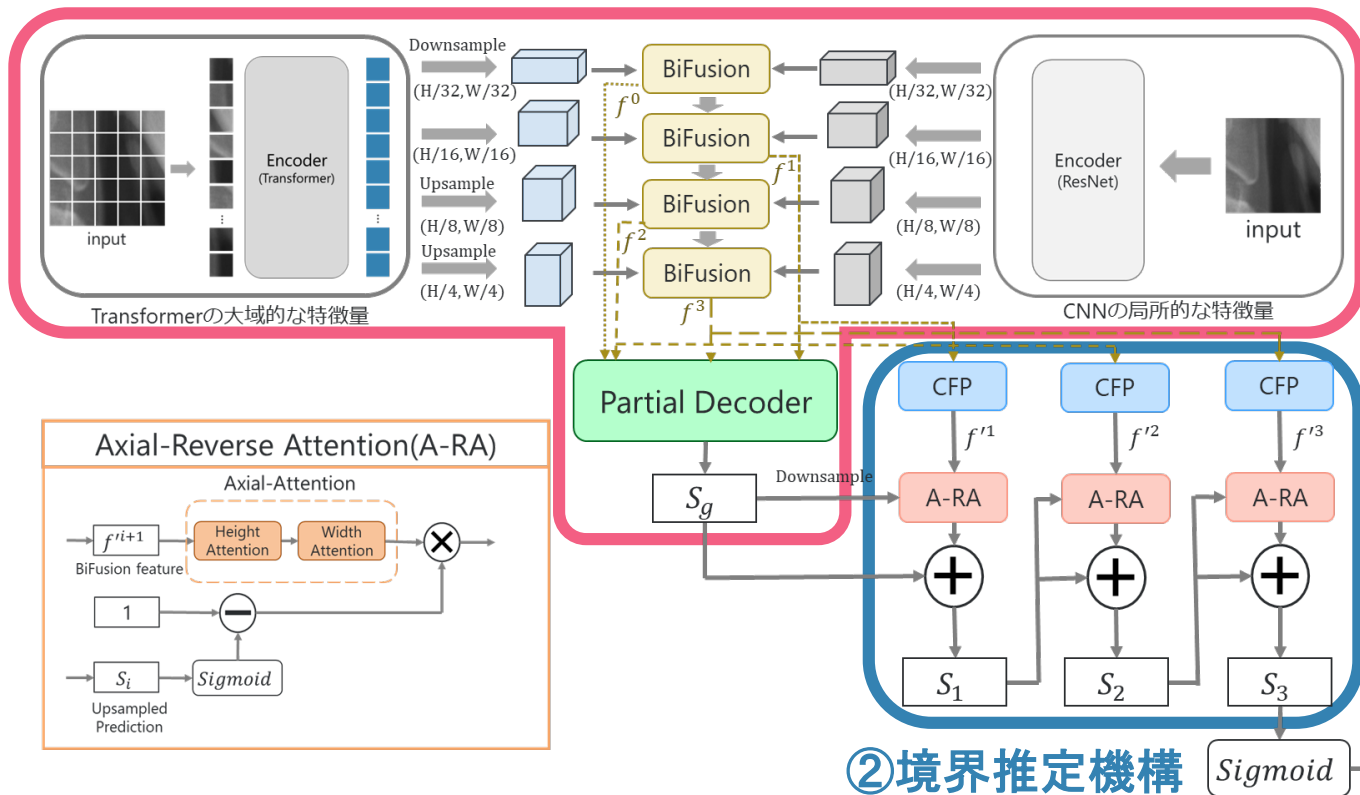 Downsample
(H/32,W/32)
(H/16,W/16)
Upsample
(H/8,W/8)
Upsample
(H/4,W/4)
input
Encoder
(Transformer)
Transformerの大域的な特徴量
BiFusion
BiFusion
BiFusion
BiFusion
f⁰
f¹
f²
f³
(H/32,W/32)
(H/16,W/16)
(H/8,W/8)
(H/4,W/4)
Encoder
(ResNet)
input
CNNの局所的な特徴量
Partial Decoder
S_g
Downsample
CFP
CFP
CFP
f'¹
f'²
f'³
A-RA
A-RA
A-RA
+
+
+
S₁
S₂
S₃
Axial-Reverse Attention(A-RA)
Axial-Attention
f'ⁱ⁺¹
BiFusion feature
Height
Attention
Width
Attention
×
1
−
S_i
Sigmoid
Upsampled
Prediction
②境界推定機構
Sigmoid